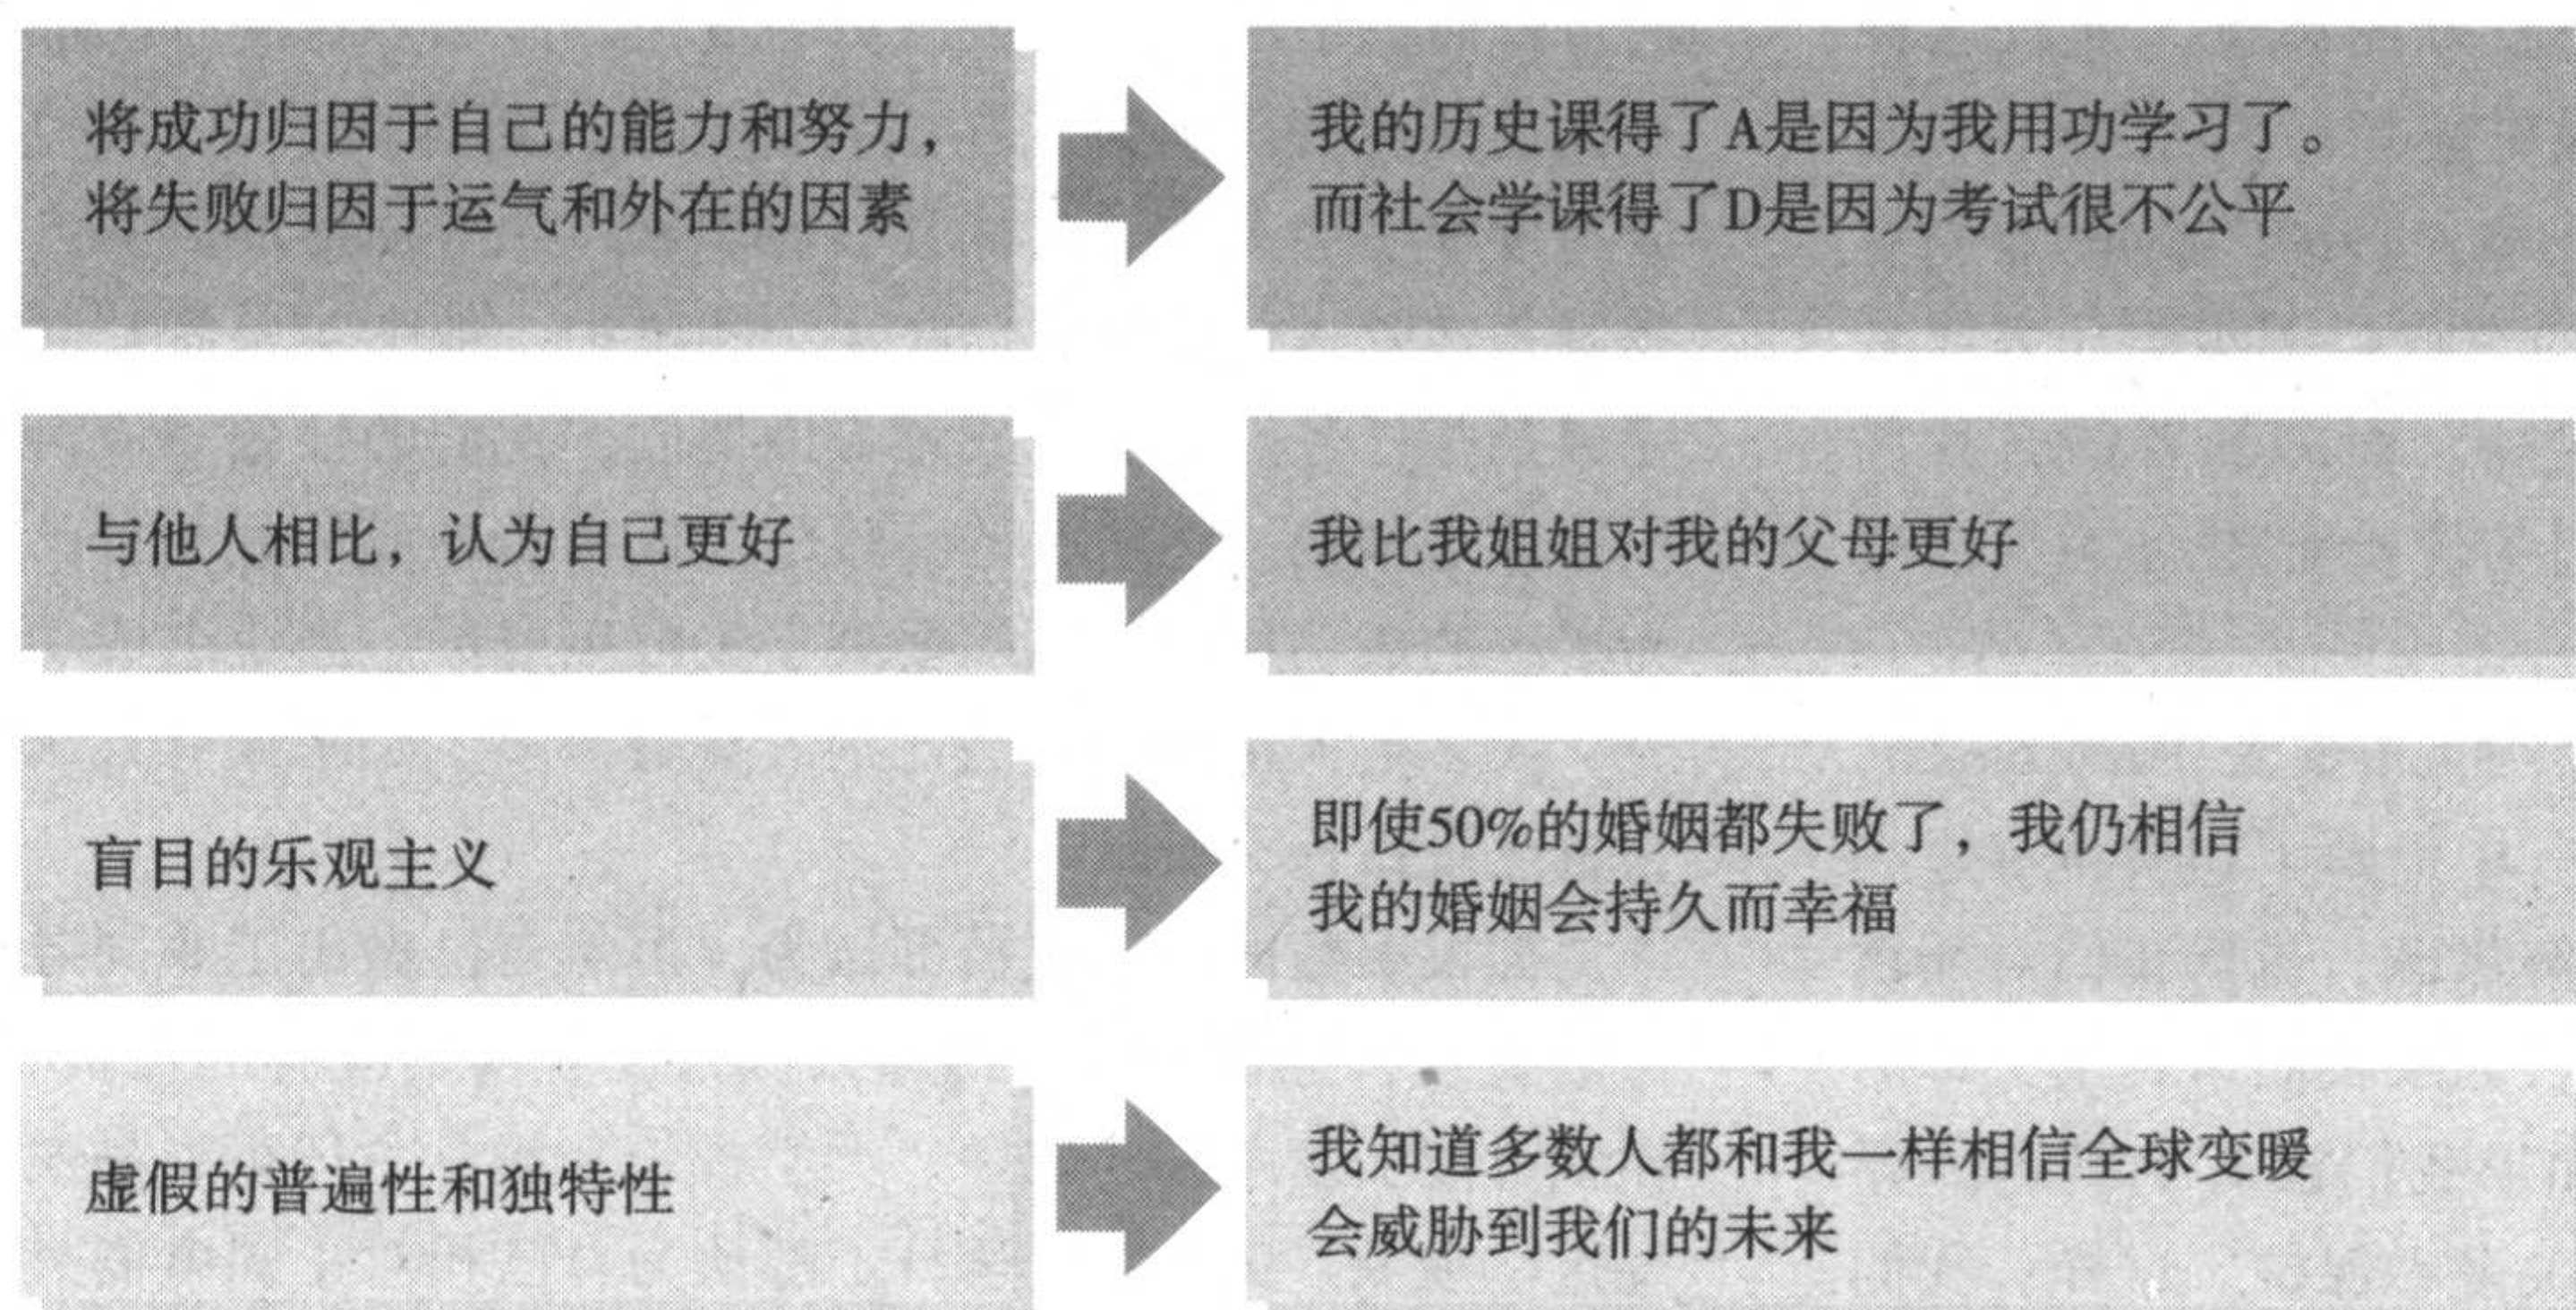 将成功归因于自己的能力和努力，
将失败归因于运气和外在的因素
我的历史课得了A是因为我用功学习了。
而社会学课得了D是因为考试很不公平
与他人相比，认为自己更好
我比我姐姐对我的父母更好
盲目的乐观主义
即使50%的婚姻都失败了，我仍相信
我的婚姻会持久而幸福
虚假的普遍性和独特性
我知道多数人都和我一样相信全球变暖
会威胁到我们的未来